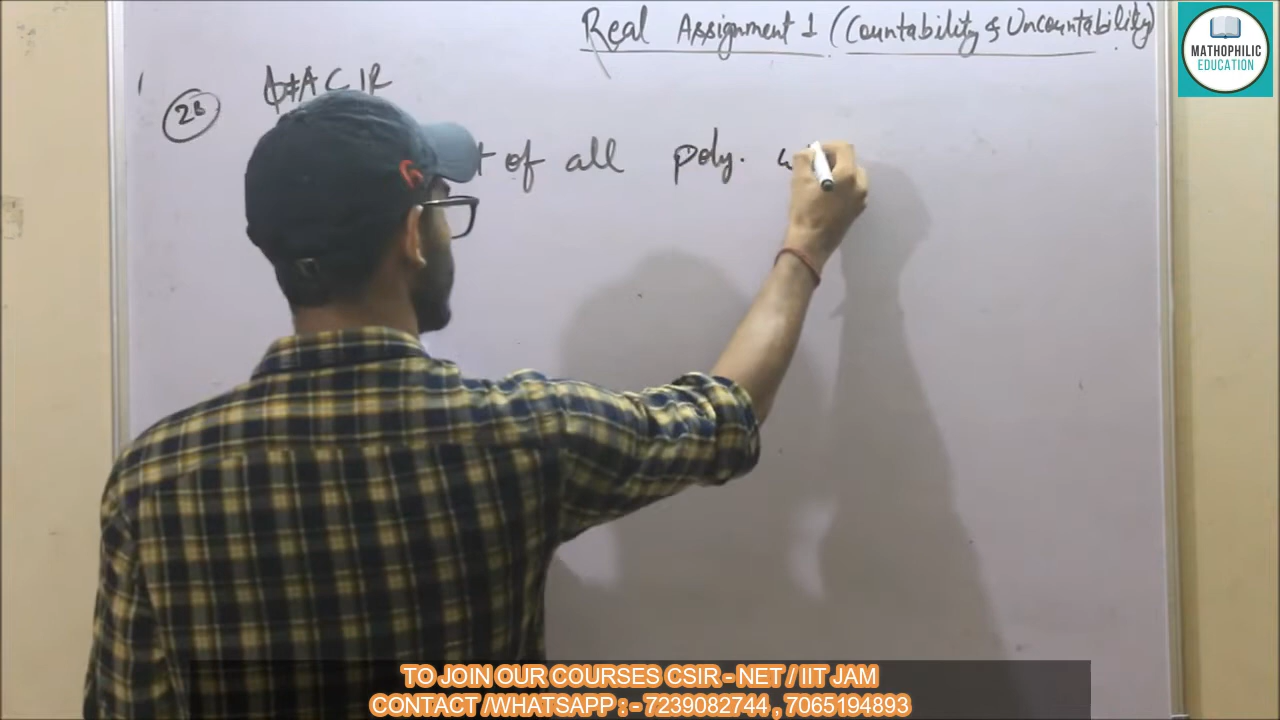 Real Assignment 1 (Countability & Uncountability)
MATHOPHILIC
EDUCATION
28 ϕ≠A⊂IR
of all poly.
TO JOIN OUR COURSES CSIR - NET / IIT JAM
CONTACT /WHATSAPP : - 7239082744 , 7065194893